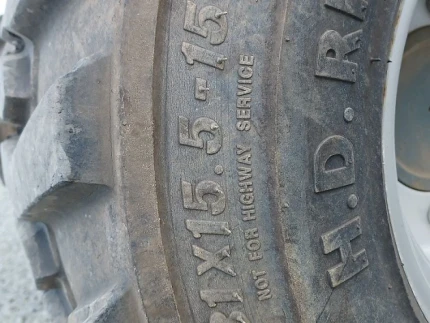 31X15.5-15
NOT FOR HIGHWAY SERVICE
H.D.